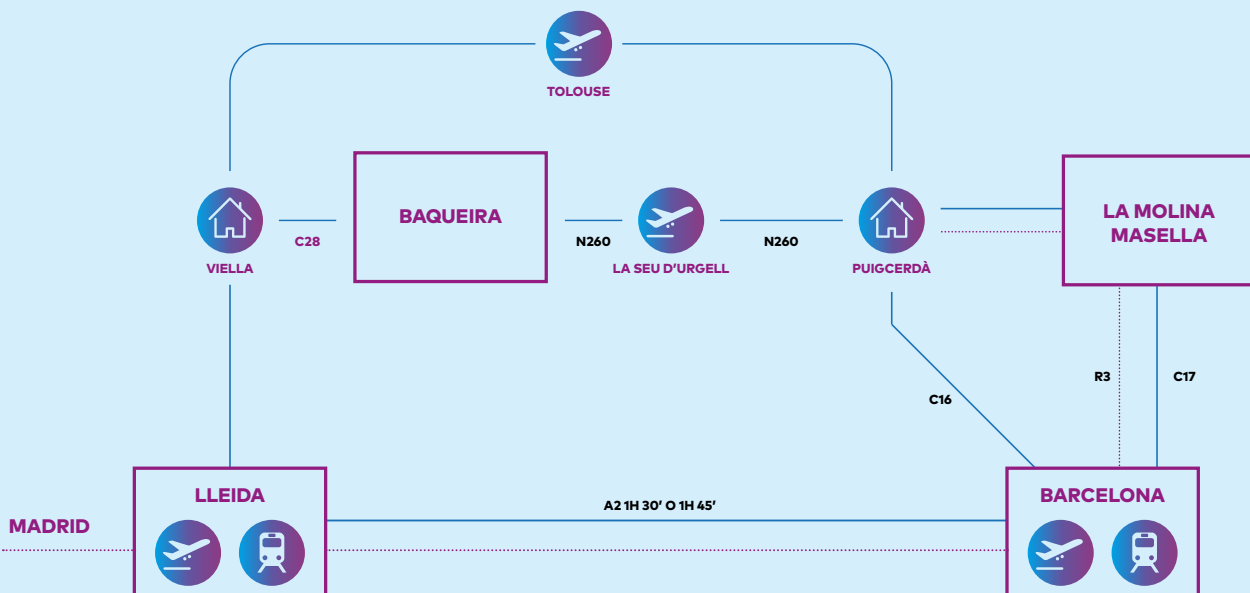 TOLOUSE
BAQUEIRA
LA MOLINA
MASELLA
C28
N260
N260
VIELLA
LA SEU D'URGELL
PUIGCERDÀ
R3
C17
C16
LLEIDA
BARCELONA
A2 1H 30' O 1H 45'
MADRID